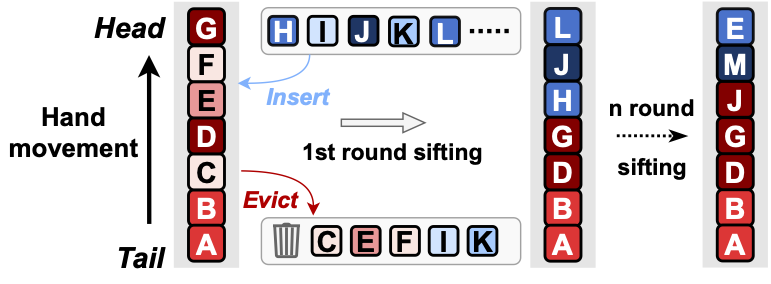 Head
Hand
movement
Tail
G
F
E
D
C
B
A
H I J K L .....
Insert
1st round sifting
Evict
C E F I K
L
J
H
G
D
B
A
n round
sifting
E
M
J
G
D
B
A